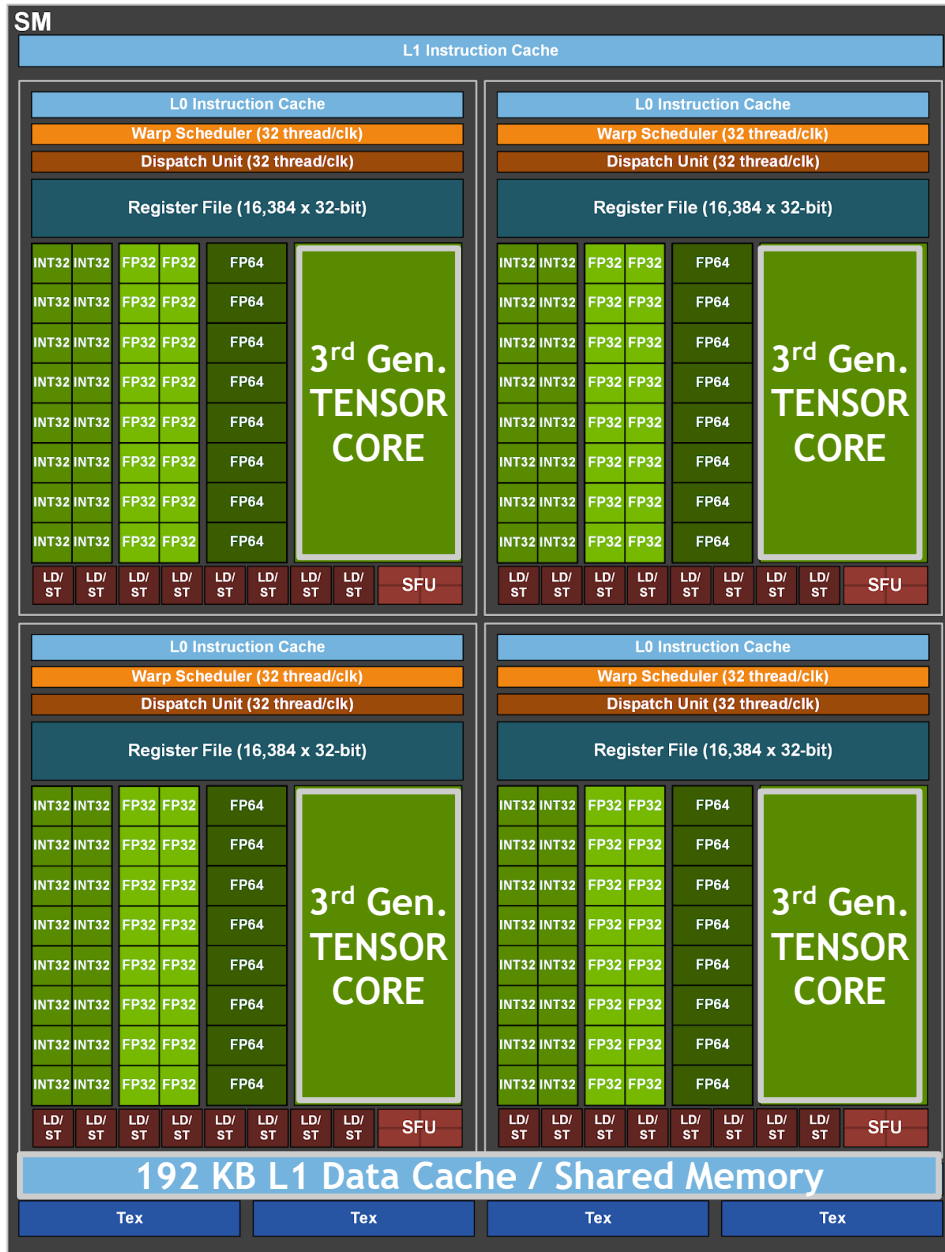 SM
L1 Instruction Cache
L0 Instruction Cache
Warp Scheduler (32 thread/clk)
Dispatch Unit (32 thread/clk)
Register File (16,384 x 32-bit)
INT32 INT32 FP32 FP32 FP64
INT32 INT32 FP32 FP32 FP64
INT32 INT32 FP32 FP32 FP64
INT32 INT32 FP32 FP32 FP64
INT32 INT32 FP32 FP32 FP64
INT32 INT32 FP32 FP32 FP64
INT32 INT32 FP32 FP32 FP64
INT32 INT32 FP32 FP32 FP64
3rd Gen.
TENSOR
CORE
LD/ LD/ LD/ LD/ LD/ LD/ LD/ LD/
ST ST ST ST ST ST ST ST
SFU
L0 Instruction Cache
Warp Scheduler (32 thread/clk)
Dispatch Unit (32 thread/clk)
Register File (16,384 x 32-bit)
INT32 INT32 FP32 FP32 FP64
INT32 INT32 FP32 FP32 FP64
INT32 INT32 FP32 FP32 FP64
INT32 INT32 FP32 FP32 FP64
INT32 INT32 FP32 FP32 FP64
INT32 INT32 FP32 FP32 FP64
INT32 INT32 FP32 FP32 FP64
INT32 INT32 FP32 FP32 FP64
3rd Gen.
TENSOR
CORE
LD/ LD/ LD/ LD/ LD/ LD/ LD/ LD/
ST ST ST ST ST ST ST ST
SFU
L0 Instruction Cache
Warp Scheduler (32 thread/clk)
Dispatch Unit (32 thread/clk)
Register File (16,384 x 32-bit)
INT32 INT32 FP32 FP32 FP64
INT32 INT32 FP32 FP32 FP64
INT32 INT32 FP32 FP32 FP64
INT32 INT32 FP32 FP32 FP64
INT32 INT32 FP32 FP32 FP64
INT32 INT32 FP32 FP32 FP64
INT32 INT32 FP32 FP32 FP64
INT32 INT32 FP32 FP32 FP64
3rd Gen.
TENSOR
CORE
LD/ LD/ LD/ LD/ LD/ LD/ LD/ LD/
ST ST ST ST ST ST ST ST
SFU
L0 Instruction Cache
Warp Scheduler (32 thread/clk)
Dispatch Unit (32 thread/clk)
Register File (16,384 x 32-bit)
INT32 INT32 FP32 FP32 FP64
INT32 INT32 FP32 FP32 FP64
INT32 INT32 FP32 FP32 FP64
INT32 INT32 FP32 FP32 FP64
INT32 INT32 FP32 FP32 FP64
INT32 INT32 FP32 FP32 FP64
INT32 INT32 FP32 FP32 FP64
INT32 INT32 FP32 FP32 FP64
3rd Gen.
TENSOR
CORE
LD/ LD/ LD/ LD/ LD/ LD/ LD/ LD/
ST ST ST ST ST ST ST ST
SFU
192 KB L1 Data Cache / Shared Memory
Tex Tex Tex Tex